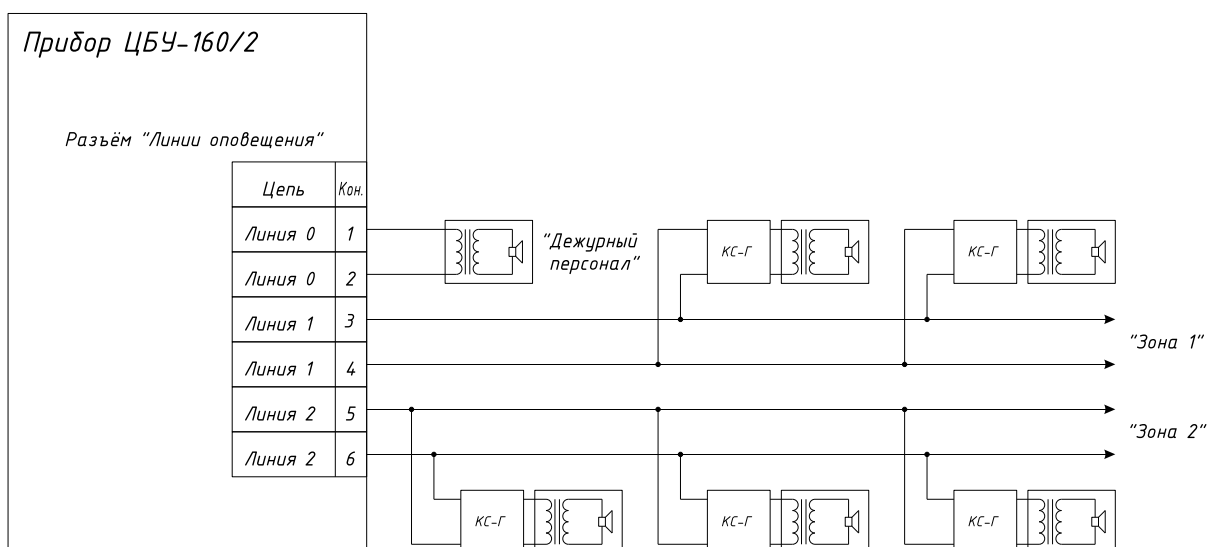 Прибор ЦБУ-160/2
Разъём "Линии оповещения"
Цепь Кон.
Линия 0 1
Линия 0 2
Линия 1 3
Линия 1 4
Линия 2 5
Линия 2 6
"Дежурный
персонал"
КС-Г
КС-Г
"Зона 1"
"Зона 2"
КС-Г
КС-Г
КС-Г